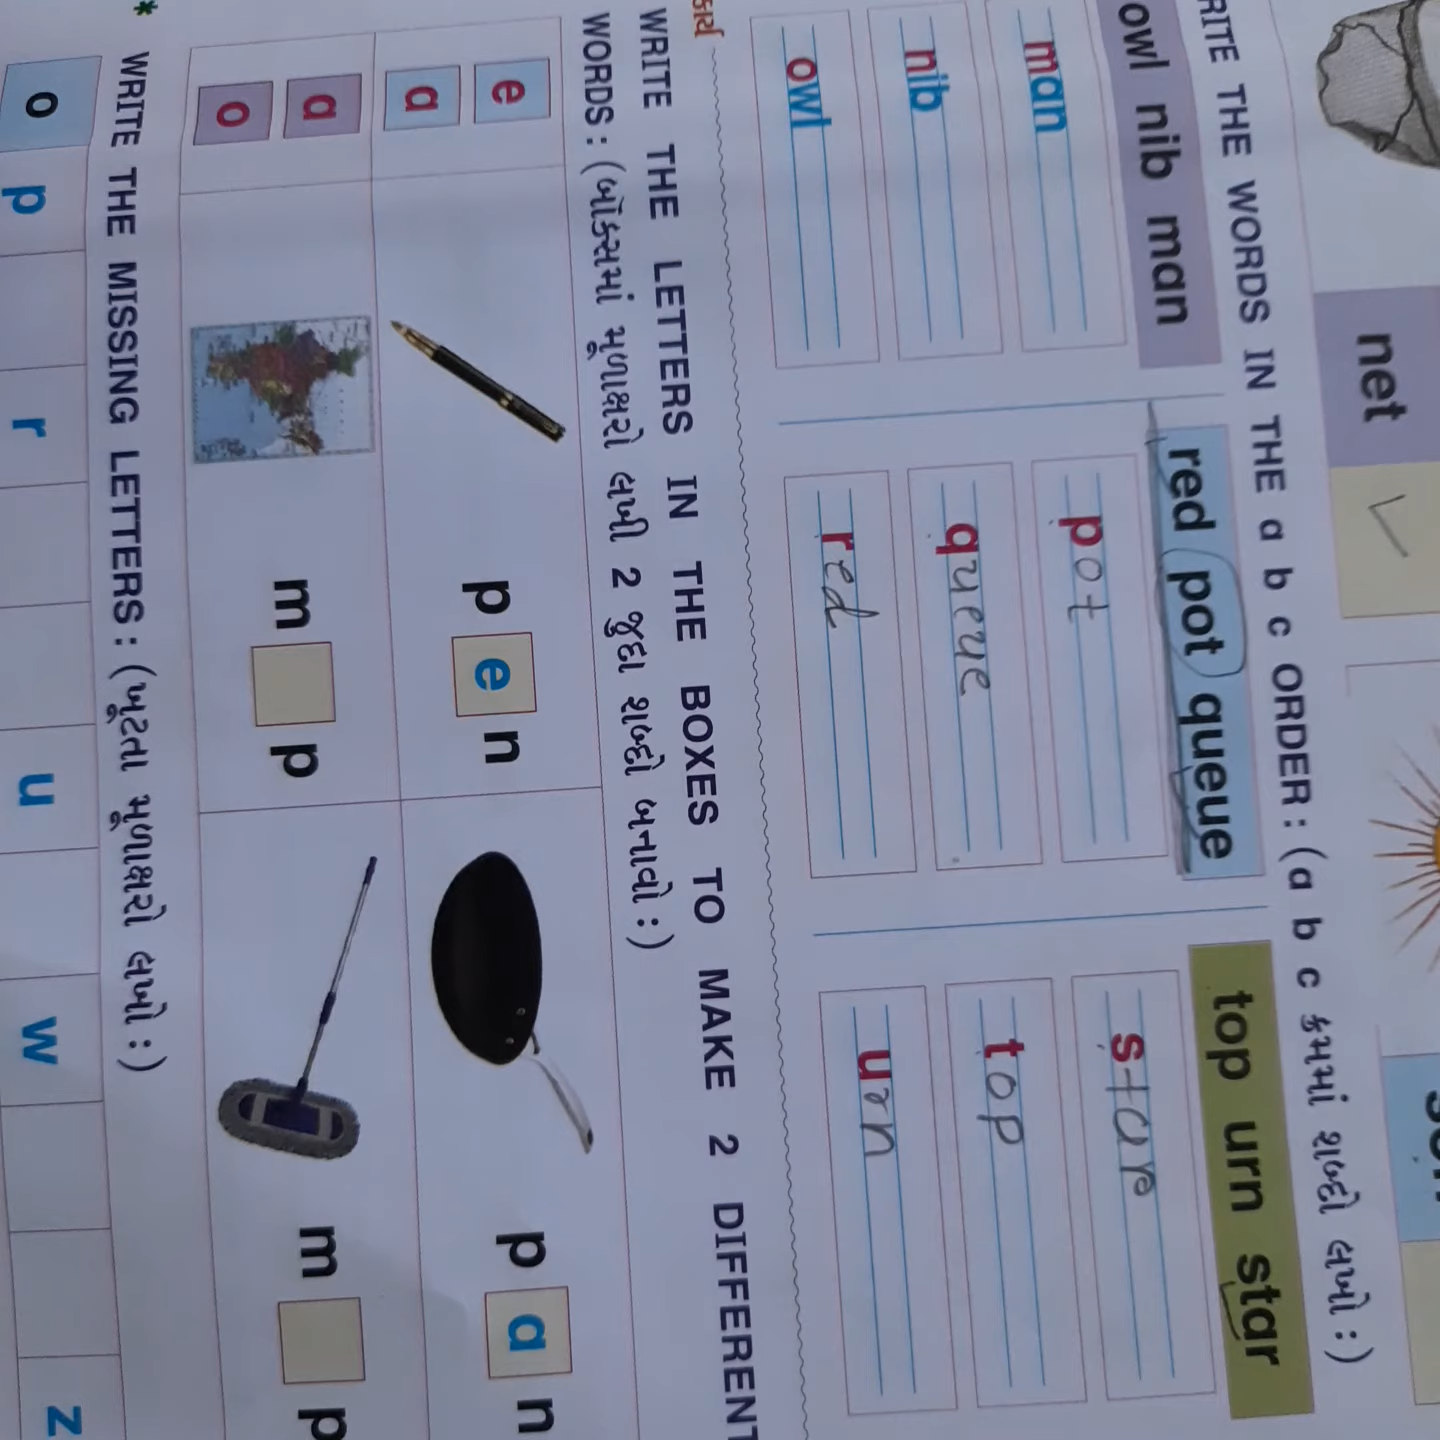 net
RITE THE WORDS IN THE a b c ORDER : (a b c ક્રમમાં શબ્દો લખો :)
owl nib man
red pot queue
top urn star
man
pot
star
nib
queue
top
owl
red
urn
WRITE THE LETTERS IN THE BOXES TO MAKE 2 DIFFERENT
WORDS : (બૉક્સમાં મૂળાક્ષરો લખી 2 જુદા શબ્દો બનાવો :)
e
a
p e n
p a n
a
o
m p
m p
* WRITE THE MISSING LETTERS : (ખૂટતા મૂળાક્ષરો લખો :)
o p r u w z